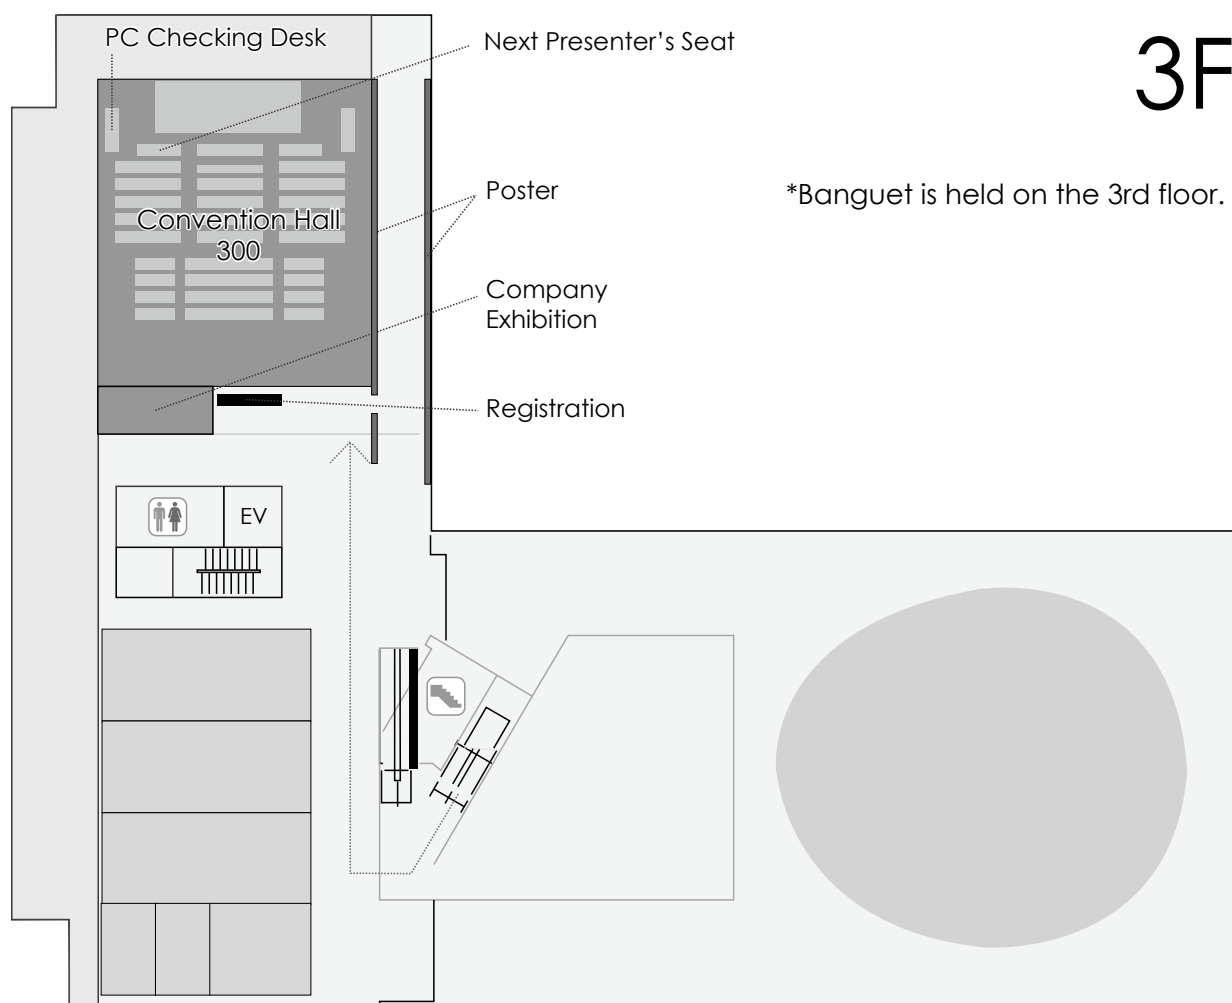 PC Checking Desk
Next Presenter’s Seat
3F
*Banguet is held on the 3rd floor.
Poster
Convention Hall
300
Company
Exhibition
Registration
EV